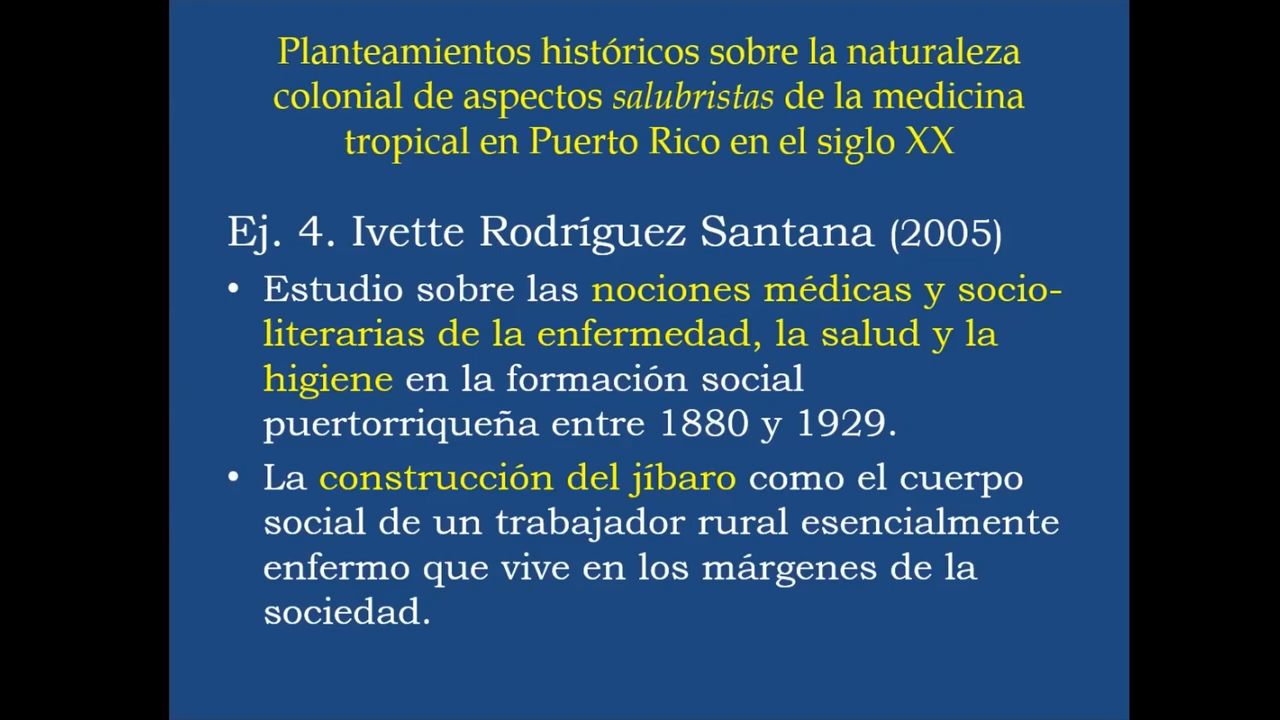 Planteamientos históricos sobre la naturaleza
colonial de aspectos salubristas de la medicina
tropical en Puerto Rico en el siglo XX
Ej. 4. Ivette Rodríguez Santana (2005)
• Estudio sobre las nociones médicas y socio-
literarias de la enfermedad, la salud y la
higiene en la formación social
puertorriqueña entre 1880 y 1929.
• La construcción del jíbaro como el cuerpo
social de un trabajador rural esencialmente
enfermo que vive en los márgenes de la
sociedad.